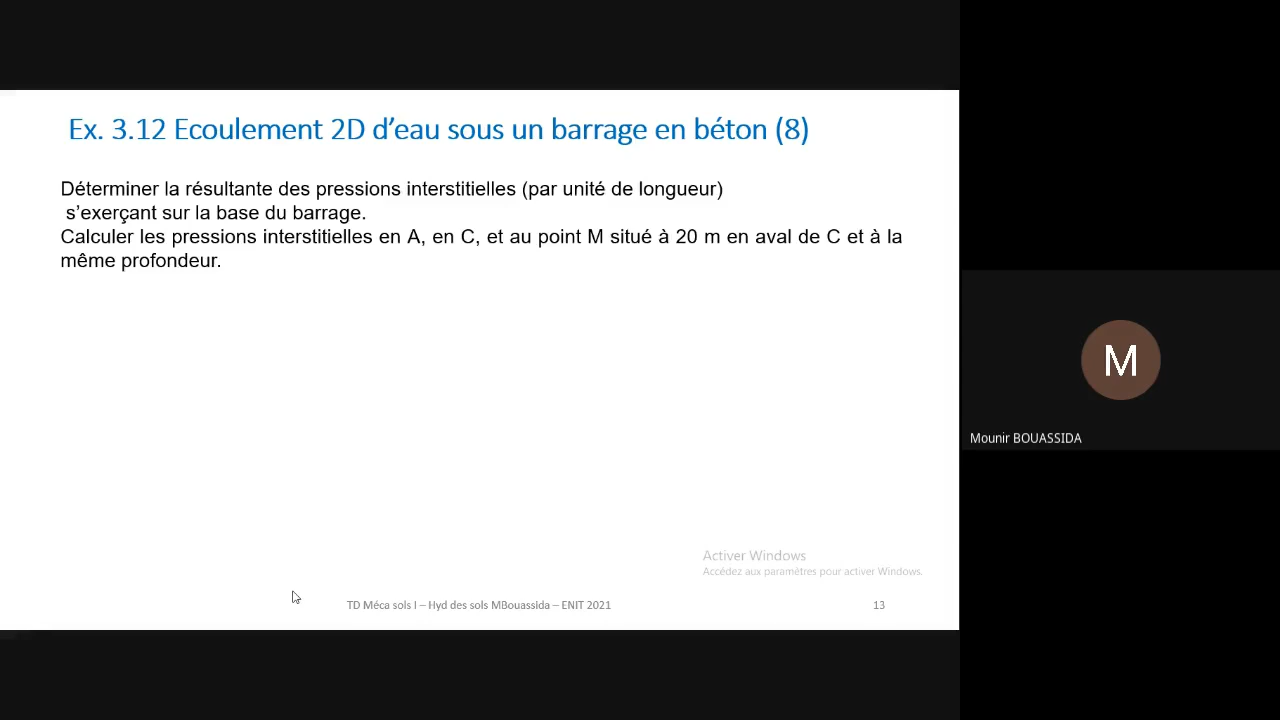 Ex. 3.12 Ecoulement 2D d’eau sous un barrage en béton (8)
Déterminer la résultante des pressions interstitielles (par unité de longueur)
s’exerçant sur la base du barrage.
Calculer les pressions interstitielles en A, en C, et au point M situé à 20 m en aval de C et à la
même profondeur.
M
Mounir BOUASSIDA
Activer Windows
Accédez aux paramètres pour activer Windows.
TD Méca sols I – Hyd des sols MBouassida – ENIT 2021
13